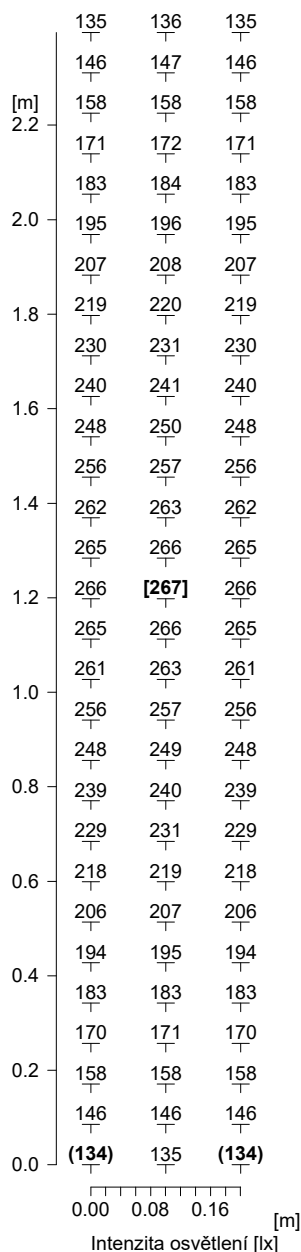 135 136 135
146 147 146
[m] 158 158 158
2.2
171 172 171
183 184 183
2.0
195 196 195
207 208 207
1.8 219 220 219
230 231 230
240 241 240
1.6
248 250 248
256 257 256
1.4
262 263 262
265 266 265
1.2 266 [267] 266
265 266 265
1.0
261 263 261
256 257 256
248 249 248
0.8 239 240 239
229 231 229
0.6 218 219 218
206 207 206
194 195 194
0.4
183 183 183
170 171 170
0.2 158 158 158
146 146 146
0.0 (134) 135 (134)
0.00 0.08 0.16
[m]
Intenzita osvětlení [lx]